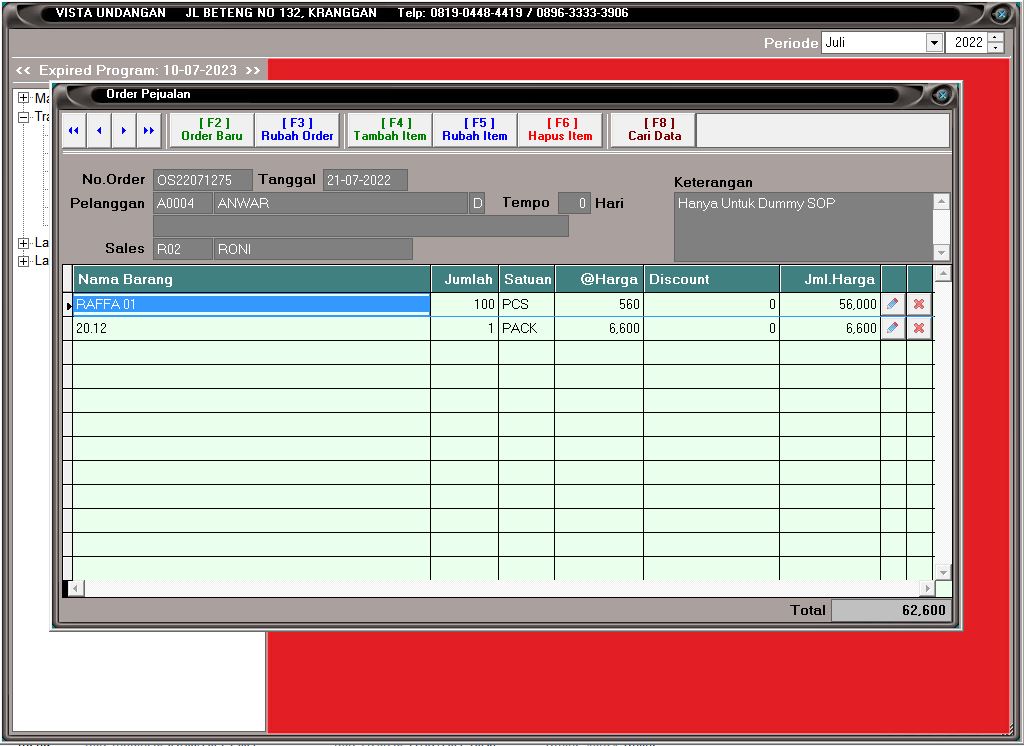 VISTA UNDANGAN JL BETENG NO 132, KRANGGAN Telp: 0819-0448-4419 / 0896-3333-3906
Periode Juli 2022
<< Expired Program: 10-07-2023 >>
Ma
Tra
La
La
Order Pejualan
[ F2 ] Order Baru
[ F3 ] Rubah Order
[ F4 ] Tambah Item
[ F5 ] Rubah Item
[ F6 ] Hapus Item
[ F8 ] Cari Data
No.Order OS22071275 Tanggal 21-07-2022
Pelanggan A0004 ANWAR D Tempo 0 Hari
Sales R02 RONI
Keterangan
Hanya Untuk Dummy SOP
Nama Barang Jumlah Satuan @Harga Discount Jml.Harga
RAFFA 01 100 PCS 560 0 56,000
20.12 1 PACK 6,600 0 6,600
Total 62,600